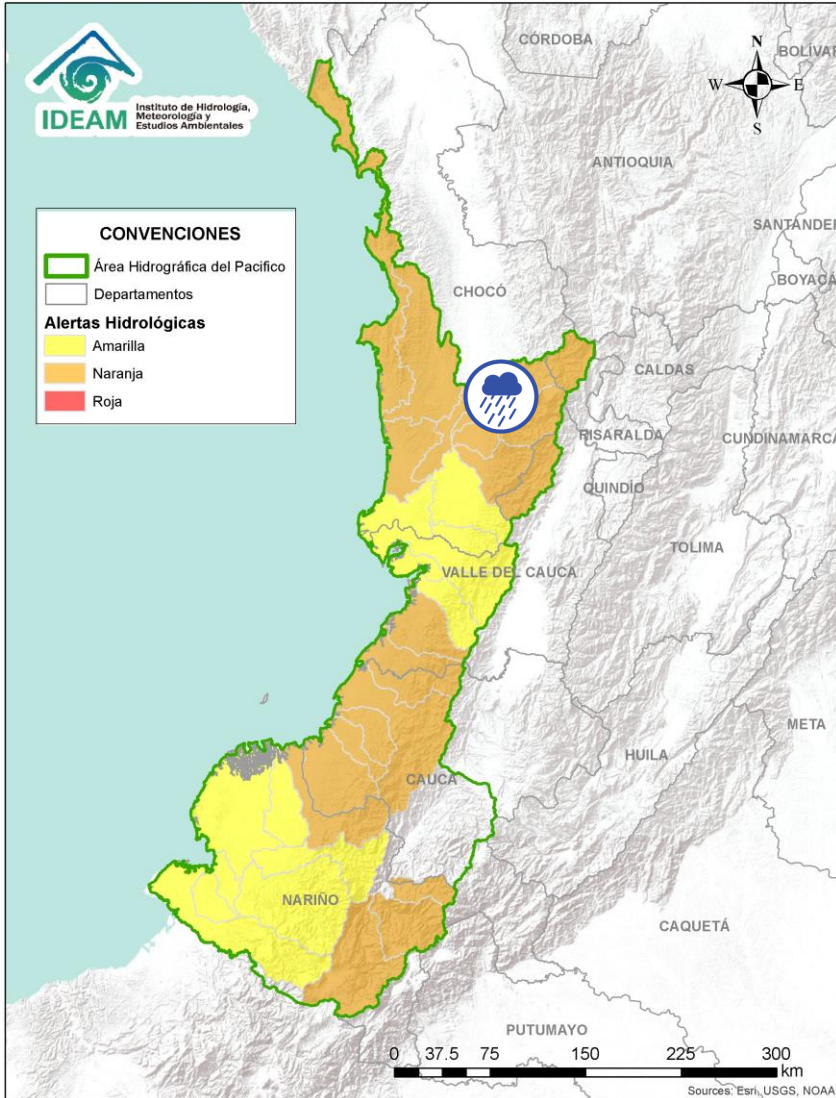 IDEAM
Instituto de Hidrología,
Meteorología y
Estudios Ambientales
CÓRDOBA
BOLÍVAR
N
W
E
S
ANTIOQUIA
SANTANDER
BOYACÁ
CONVENCIONES
Área Hidrográfica del Pacifico
Departamentos
Alertas Hidrológicas
Amarilla
Naranja
Roja
CHOCÓ
CALDAS
RISARALDA
CUNDINAMARCA
QUINDÍO
TOLIMA
VALLE DEL CAUCA
META
HUILA
CAUCA
NARIÑO
CAQUETÁ
PUTUMAYO
0 37.5 75 150 225 300
km
Sources: Esri, USGS, NOAA